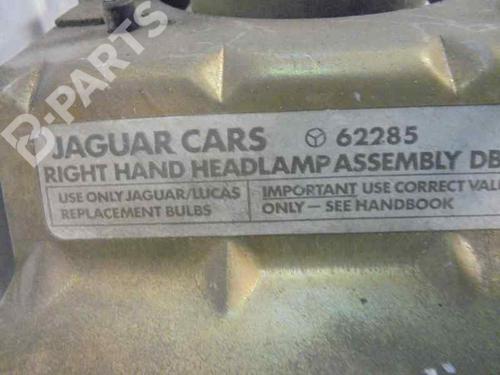 B-PARTS
JAGUAR CARS 62285
RIGHT HAND HEADLAMP ASSEMBLY DB
USE ONLY JAGUAR/LUCAS
REPLACEMENT BULBS
IMPORTANT USE CORRECT VAL
ONLY — SEE HANDBOOK